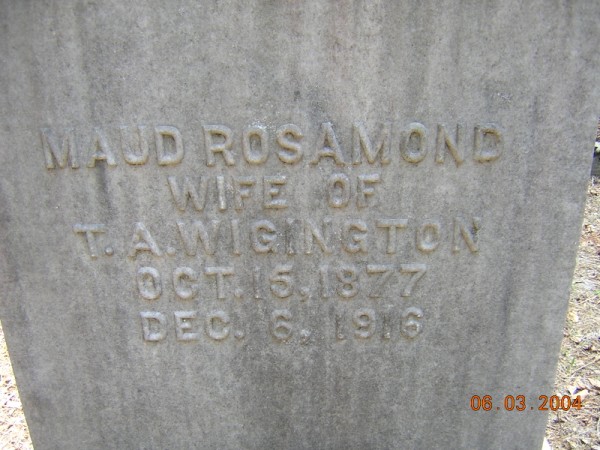 MAUD ROSAMOND
WIFE OF
T. A. WIGINGTON
OCT. 15, 1877
DEC. 6. 1916
06.03.2004